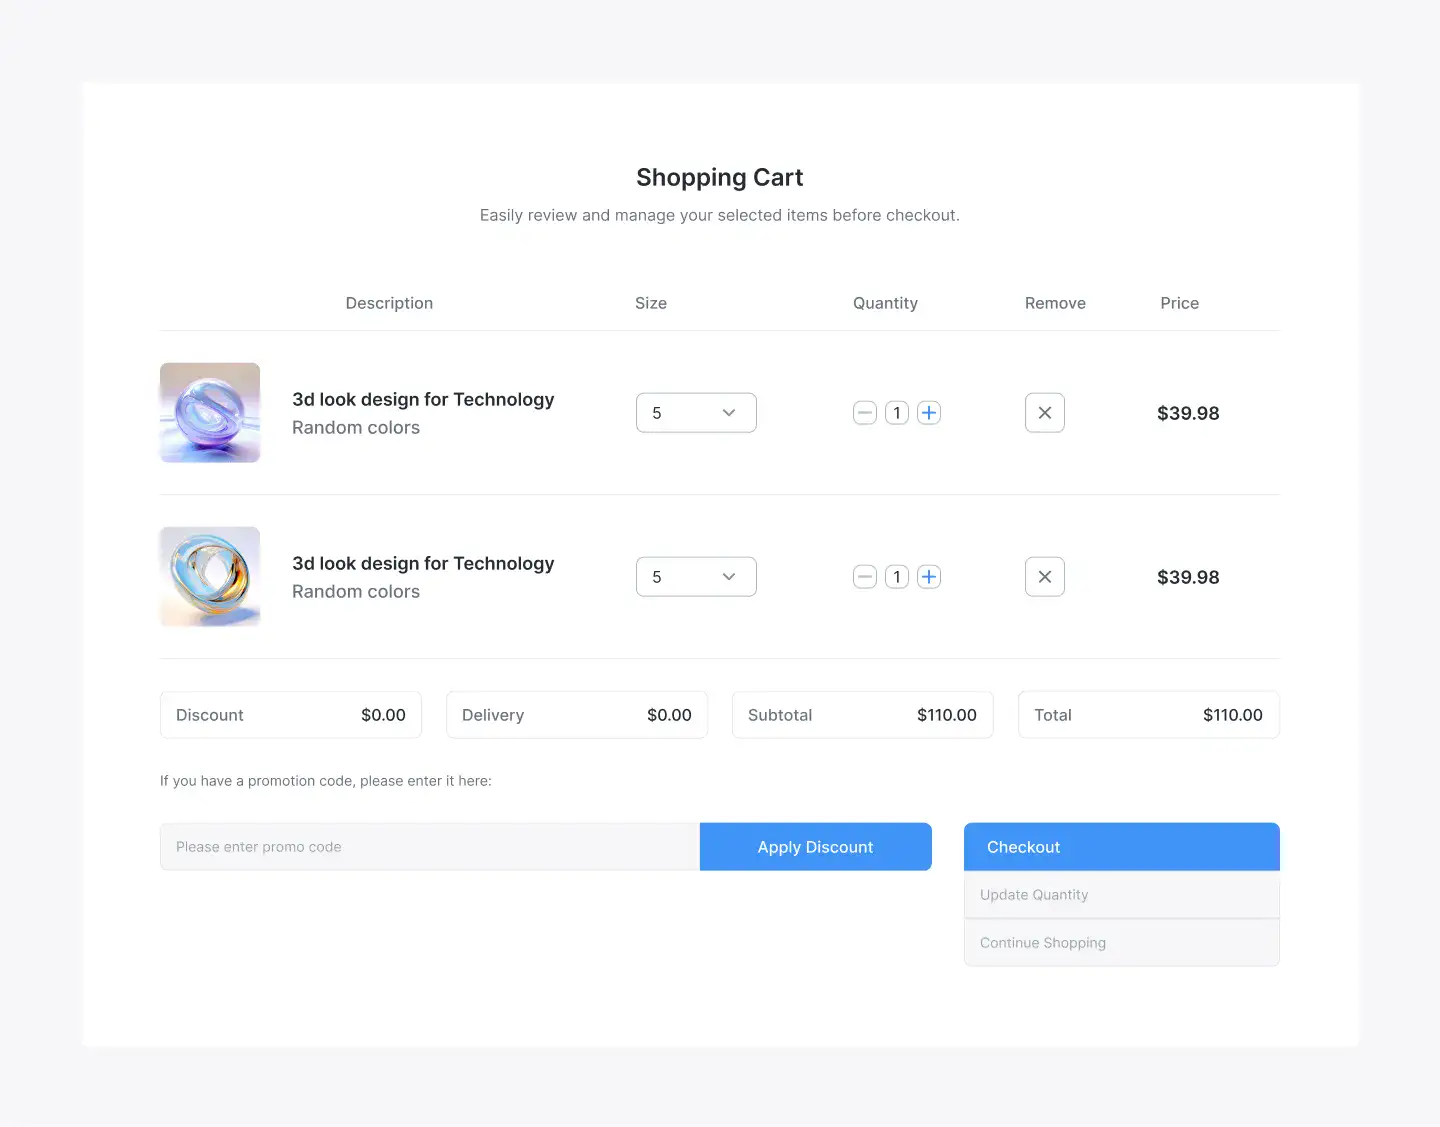 Shopping Cart
Easily review and manage your selected items before checkout.
Description Size Quantity Remove Price
3d look design for Technology
Random colors
5 1 $39.98
3d look design for Technology
Random colors
5 1 $39.98
Discount $0.00 Delivery $0.00 Subtotal $110.00 Total $110.00
If you have a promotion code, please enter it here:
Please enter promo code Apply Discount Checkout
Update Quantity
Continue Shopping